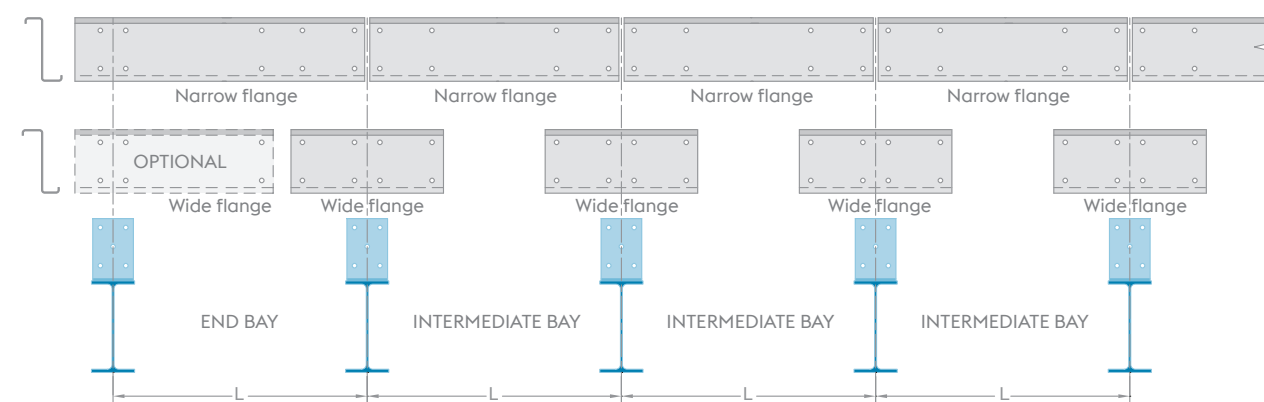 Narrow flange Narrow flange Narrow flange Narrow flange
OPTIONAL
Wide flange Wide flange Wide flange Wide flange Wide flange
END BAY INTERMEDIATE BAY INTERMEDIATE BAY INTERMEDIATE BAY
L L L L